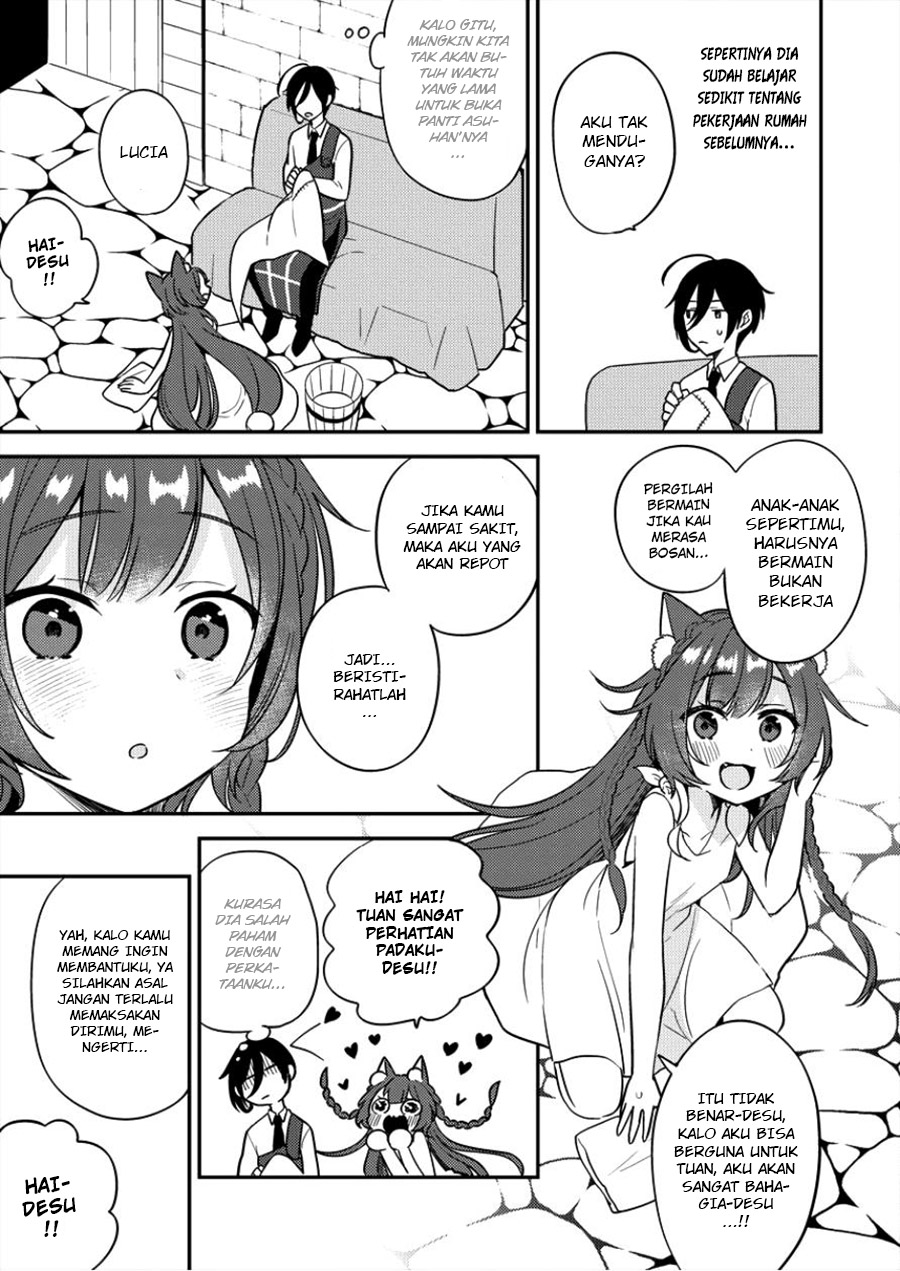 SEPERTINYA DIA
SUDAH BELAJAR
SEDIKIT TENTANG
PEKERJAAN RUMAH
SEBELUMNYA...
AKU TAK
MENDU-
GANYA?
KALO GITU,
MUNGKIN KITA
TAK AKAN BU-
TUH WAKTU
YANG LAMA
UNTUK BUKA
PANTI ASU-
HAN'NYA
...
LUCIA
HAI-
DESU
!!
ANAK-ANAK
SEPERTIMU,
HARUSNYA
BERMAIN
BUKAN
BEKERJA
PERGILAH
BERMAIN
JIKA KAU
MERASA
BOSAN...
JIKA KAMU
SAMPAI SAKIT,
MAKA AKU YANG
AKAN REPOT
JADI...
BERISTI-
RAHATLAH
...
ITU TIDAK
BENAR-DESU,
KALO AKU BISA
BERGUNA UNTUK
TUAN, AKU AKAN
SANGAT BAHA-
GIA-DESU
...!!
HAI HAI!
TUAN SANGAT
PERHATIAN
PADAKU-
DESU!!
KURASA
DIA SALAH
PAHAM
DENGAN
PERKA-
TAANKU...
YAH, KALO KAMU
MEMANG INGIN
MEMBANTUKU, YA
SILAHKAN ASAL
JANGAN TERLALU
MEMAKSAKAN
DIRIMU, ME-
NGERTI...
HAI-
DESU
!!